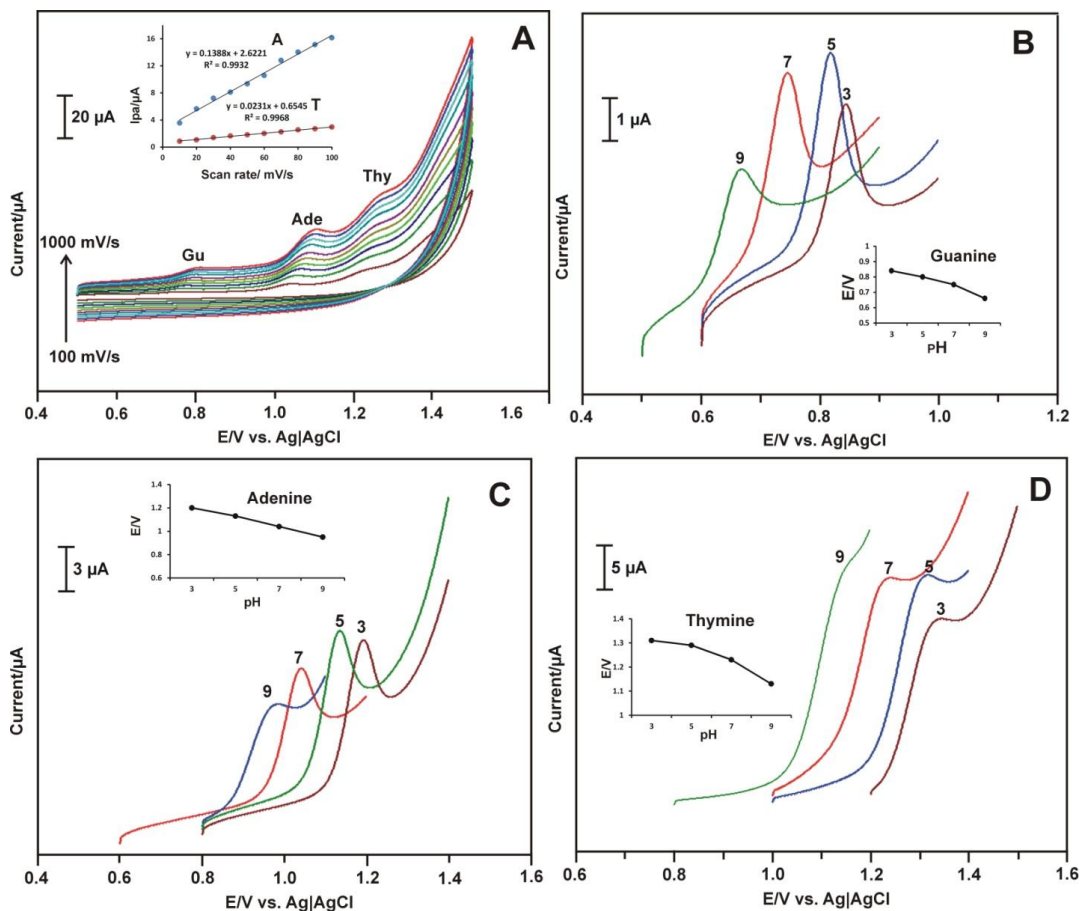 A
16
12
8
4
0
Ipa/µA
A
y = 0.1388x + 2.6221
R² = 0.9932
T
y = 0.0231x + 0.6545
R² = 0.9968
0 20 40 60 80 100
Scan rate/ mV/s
20 µA
Thy
Ade
Gu
1000 mV/s
100 mV/s
Current/µA
0.4 0.6 0.8 1.0 1.2 1.4 1.6
E/V vs. Ag|AgCl
B
1 µA
5
7
3
9
Guanine
1
0.9
0.8
0.7
0.6
0.5
E/V
3 5 7 9
PH
Current/µA
0.4 0.6 0.8 1.0 1.2
E/V vs. Ag|AgCl
C
Adenine
1.4
1.2
1
0.8
0.6
E/V
3 5 7 9
pH
3 µA
5
3
7
9
Current/µA
0.4 0.6 0.8 1.0 1.2 1.4 1.6
E/V vs. Ag|AgCl
D
5 µA
9
7
5
3
Thymine
1.4
1.3
1.2
1.1
1
E/V
3 5 7 9
pH
Current/µA
0.4 0.6 0.8 1.0 1.2 1.4 1.6
E/V vs. Ag|AgCl